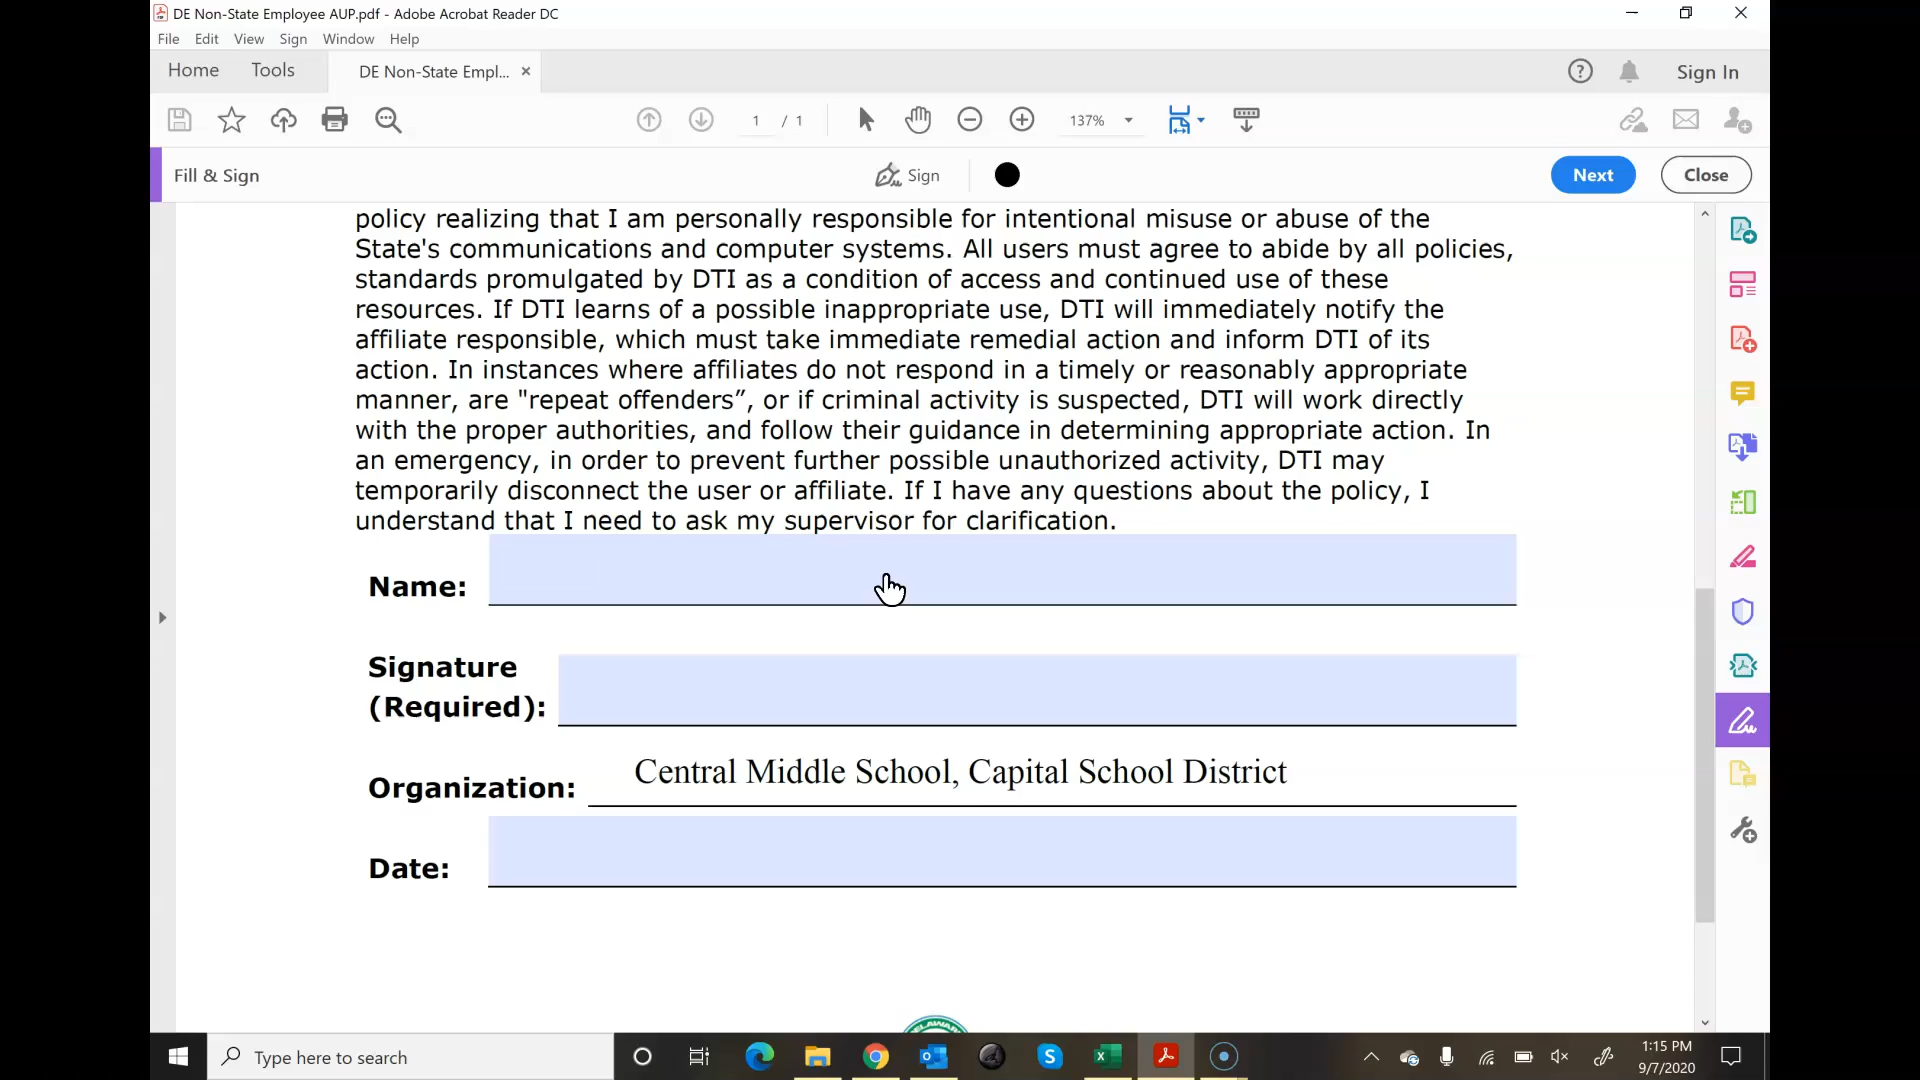 DE Non-State Employee AUP.pdf - Adobe Acrobat Reader DC
File Edit View Sign Window Help
Home Tools DE Non-State Empl... Sign In
1 / 1 137%
Fill & Sign Sign Next Close
policy realizing that I am personally responsible for intentional misuse or abuse of the
State's communications and computer systems. All users must agree to abide by all policies,
standards promulgated by DTI as a condition of access and continued use of these
resources. If DTI learns of a possible inappropriate use, DTI will immediately notify the
affiliate responsible, which must take immediate remedial action and inform DTI of its
action. In instances where affiliates do not respond in a timely or reasonably appropriate
manner, are "repeat offenders”, or if criminal activity is suspected, DTI will work directly
with the proper authorities, and follow their guidance in determining appropriate action. In
an emergency, in order to prevent further possible unauthorized activity, DTI may
temporarily disconnect the user or affiliate. If I have any questions about the policy, I
understand that I need to ask my supervisor for clarification.
Name:
Signature
(Required):
Organization: Central Middle School, Capital School District
Date:
DELAWARE
Type here to search
1:15 PM
9/7/2020